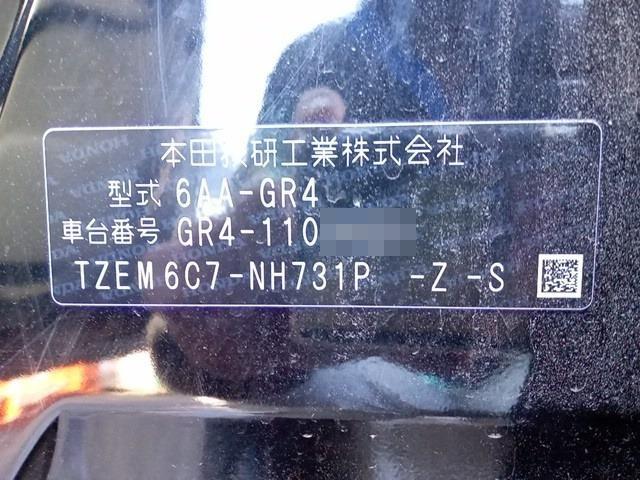 本田技研工業株式会社
型式 6AA-GR4
車台番号 GR4-110
TZEM6C7-NH731P -Z -S